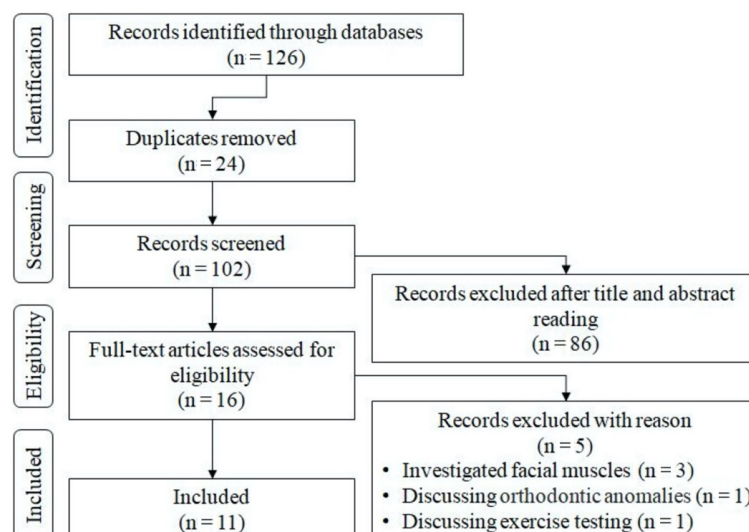 Identification
Records identified through databases
(n = 126)
Duplicates removed
(n = 24)
Screening
Records screened
(n = 102)
Records excluded after title and abstract
reading
(n = 86)
Eligibility
Full-text articles assessed for
eligibility
(n = 16)
Records excluded with reason
(n = 5)
• Investigated facial muscles (n = 3)
• Discussing orthodontic anomalies (n = 1)
• Discussing exercise testing (n = 1)
Included
Included
(n = 11)